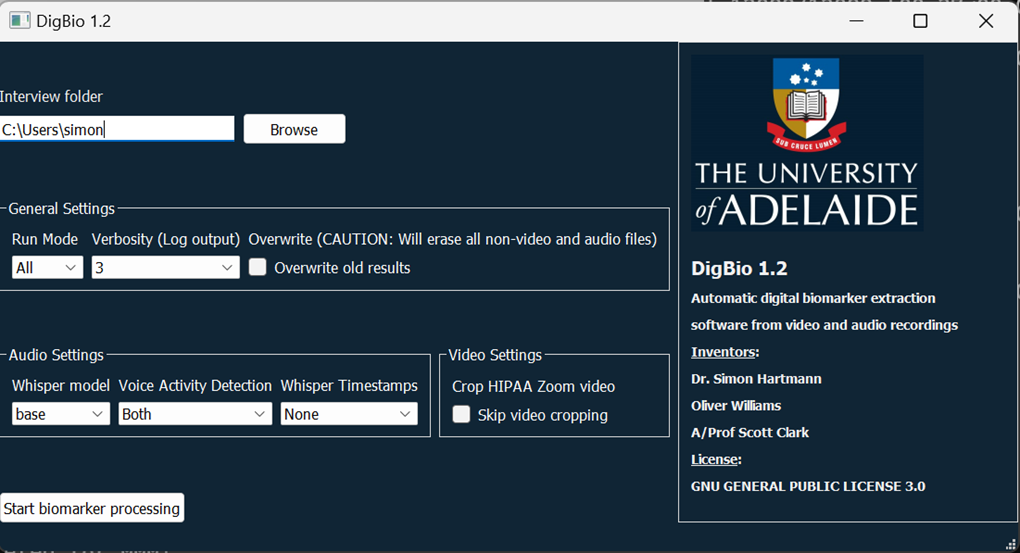 DigBio 1.2
Interview folder
C:\Users\simon
Browse
General Settings
Run Mode Verbosity (Log output) Overwrite (CAUTION: Will erase all non-video and audio files)
All 3 Overwrite old results
Audio Settings
Whisper model Voice Activity Detection Whisper Timestamps
base Both None
Video Settings
Crop HIPAA Zoom video
Skip video cropping
Start biomarker processing
SUB CRUCE LUMEN
THE UNIVERSITY
of ADELAIDE
DigBio 1.2
Automatic digital biomarker extraction
software from video and audio recordings
Inventors:
Dr. Simon Hartmann
Oliver Williams
A/Prof Scott Clark
License:
GNU GENERAL PUBLIC LICENSE 3.0